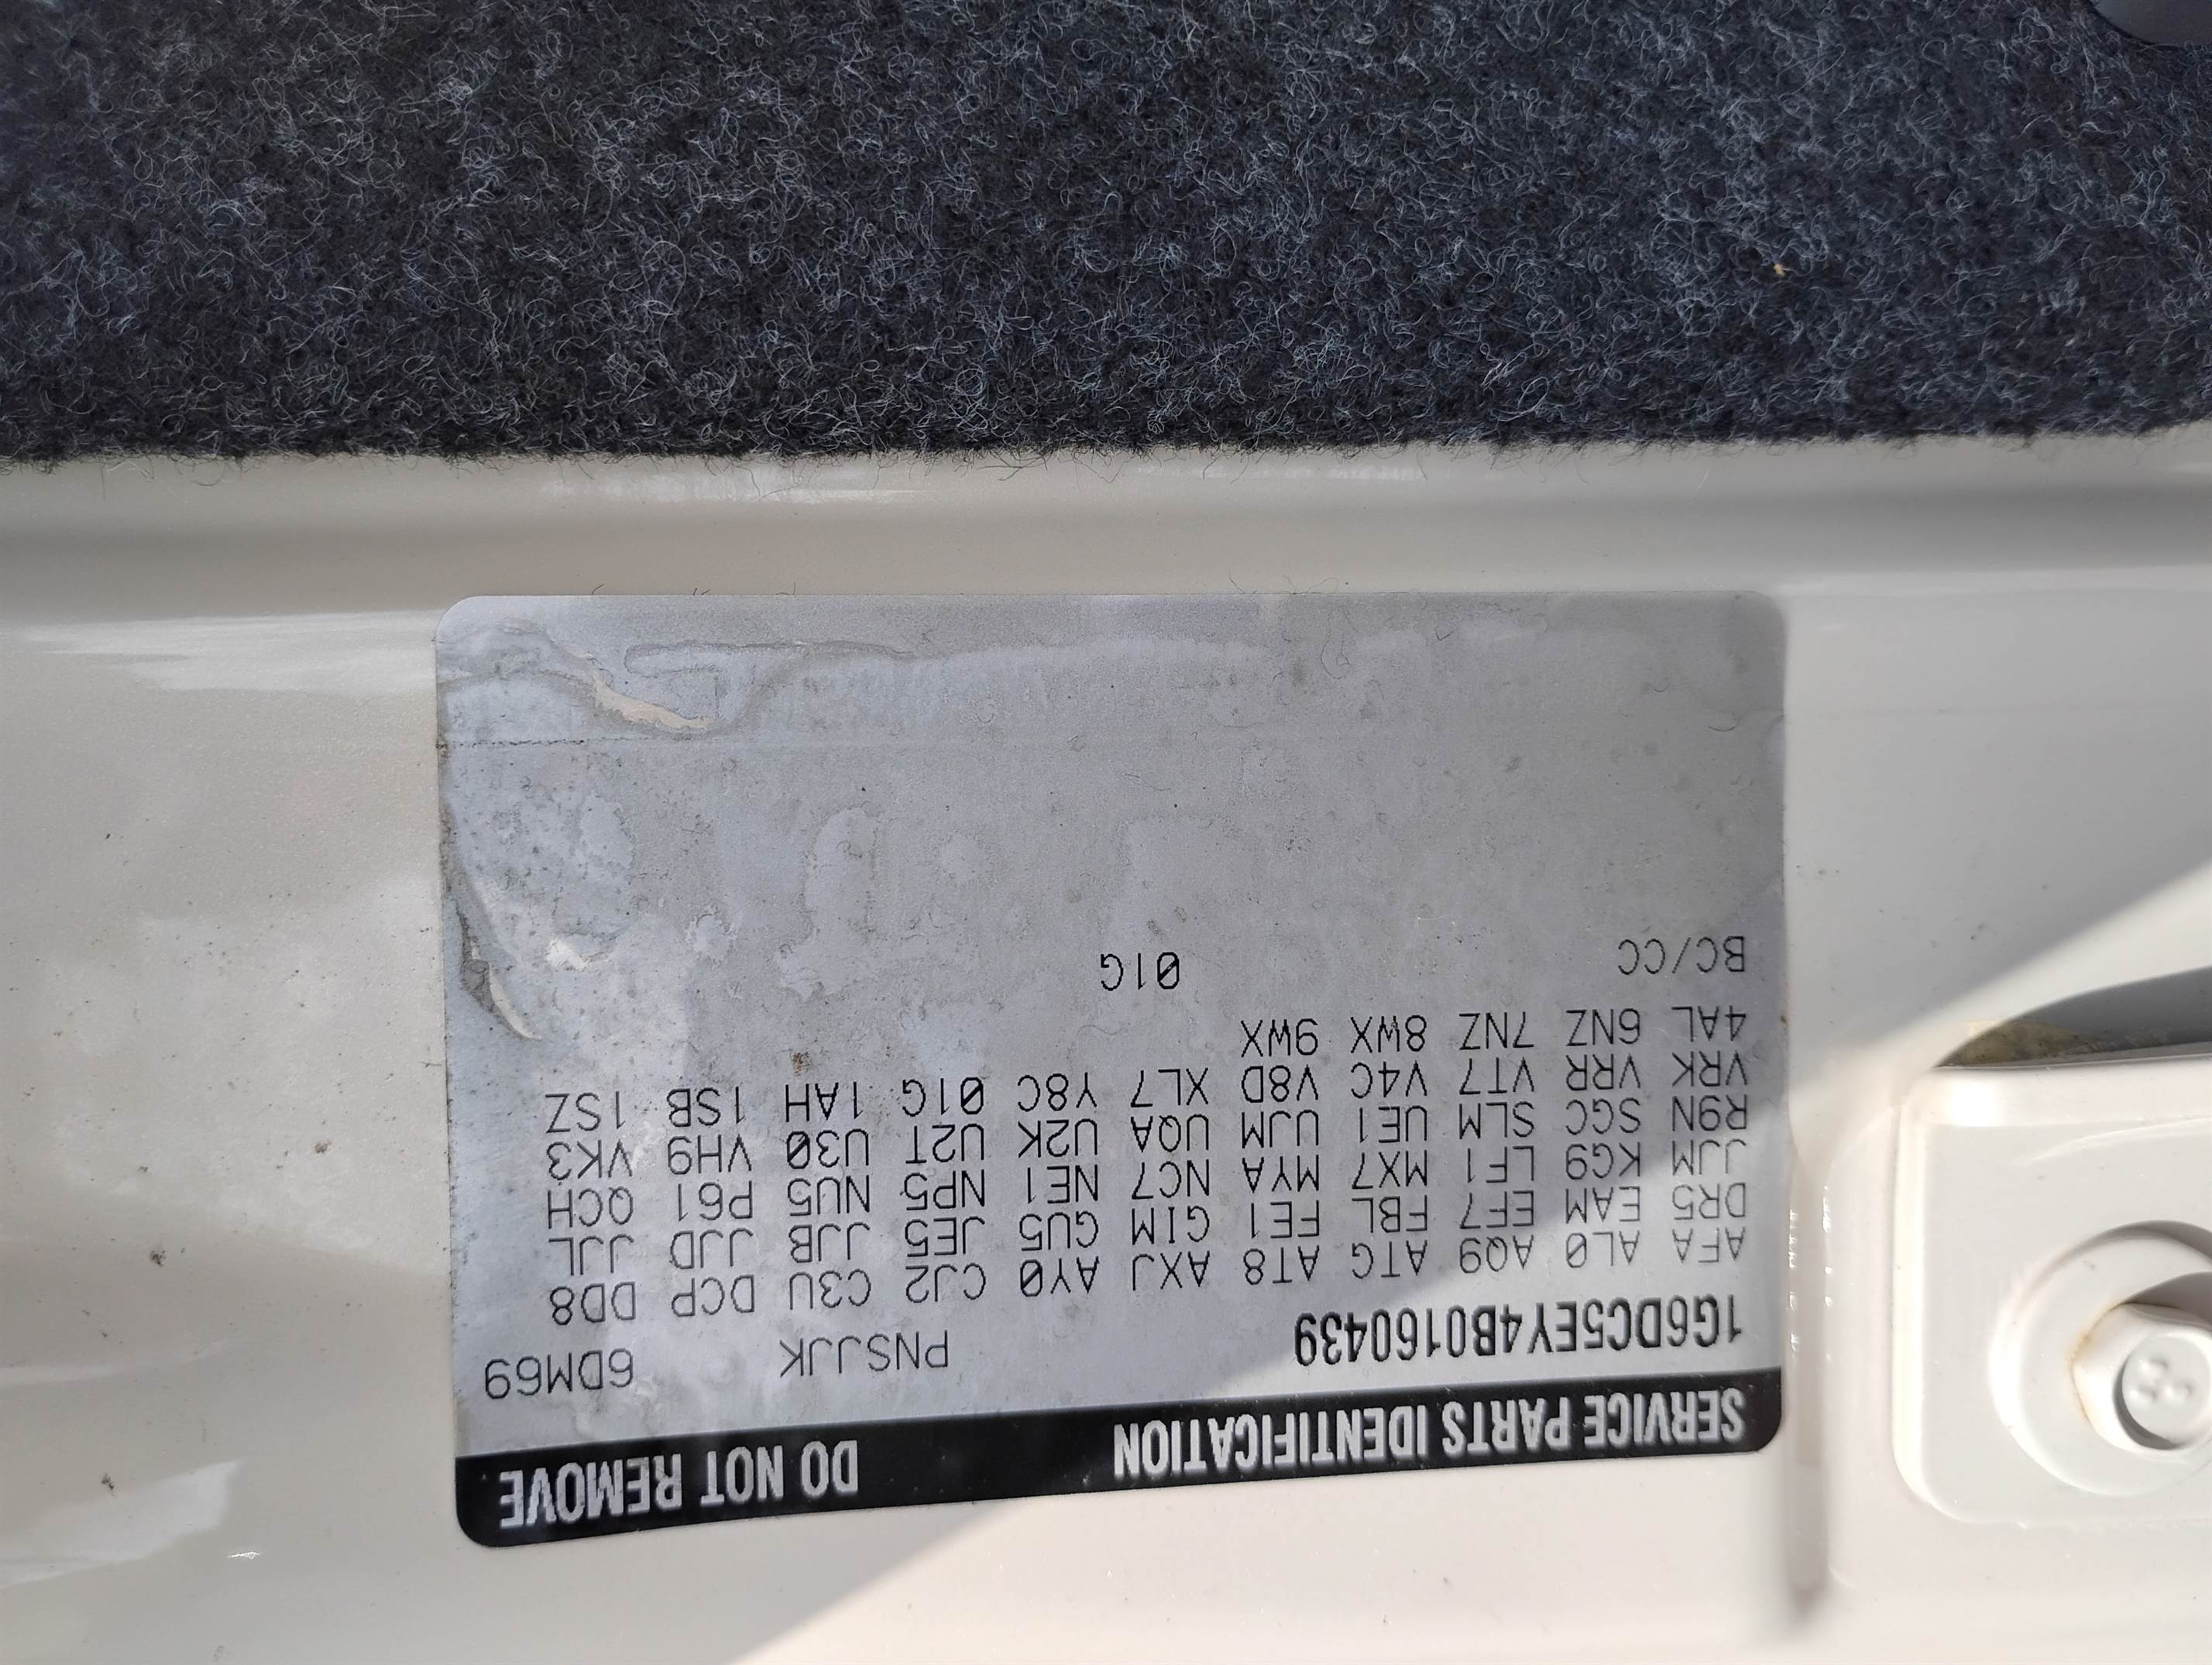 SERVICE PARTS IDENTIFICATION DO NOT REMOVE
1G6DC5EY4B0160439 PNSJJK 6DM69
AFA AL0 AQ9 ATG AT8 AXJ AY0 CJ2 C3U DCP DD8
DR5 EAM EF7 FBL FE1 GIM GU5 JE5 JJB JJD JJL
JJM KG9 LF1 MX7 MYA NC7 NE1 NP5 NU5 P61 QCH
R9N SGC SLM UE1 UJM UQA U2K U2T U30 VH9 VK3
VRK VRR VT7 V4C V8D XL7 Y8C 01G 1AH 1SB 1SZ
4AL 6NZ 7NZ 8WX 9WX
BC/CC 01G